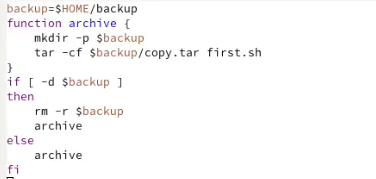 backup=$HOME/backup
function archive {
    mkdir -p $backup
    tar -cf $backup/copy.tar first.sh
}
if [ -d $backup ]
then
    rm -r $backup
    archive
else
    archive
fi